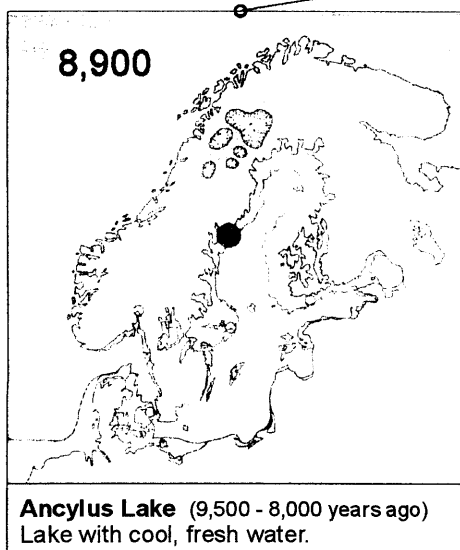 8,900
Ancylus Lake (9,500 - 8,000 years ago)
Lake with cool, fresh water.